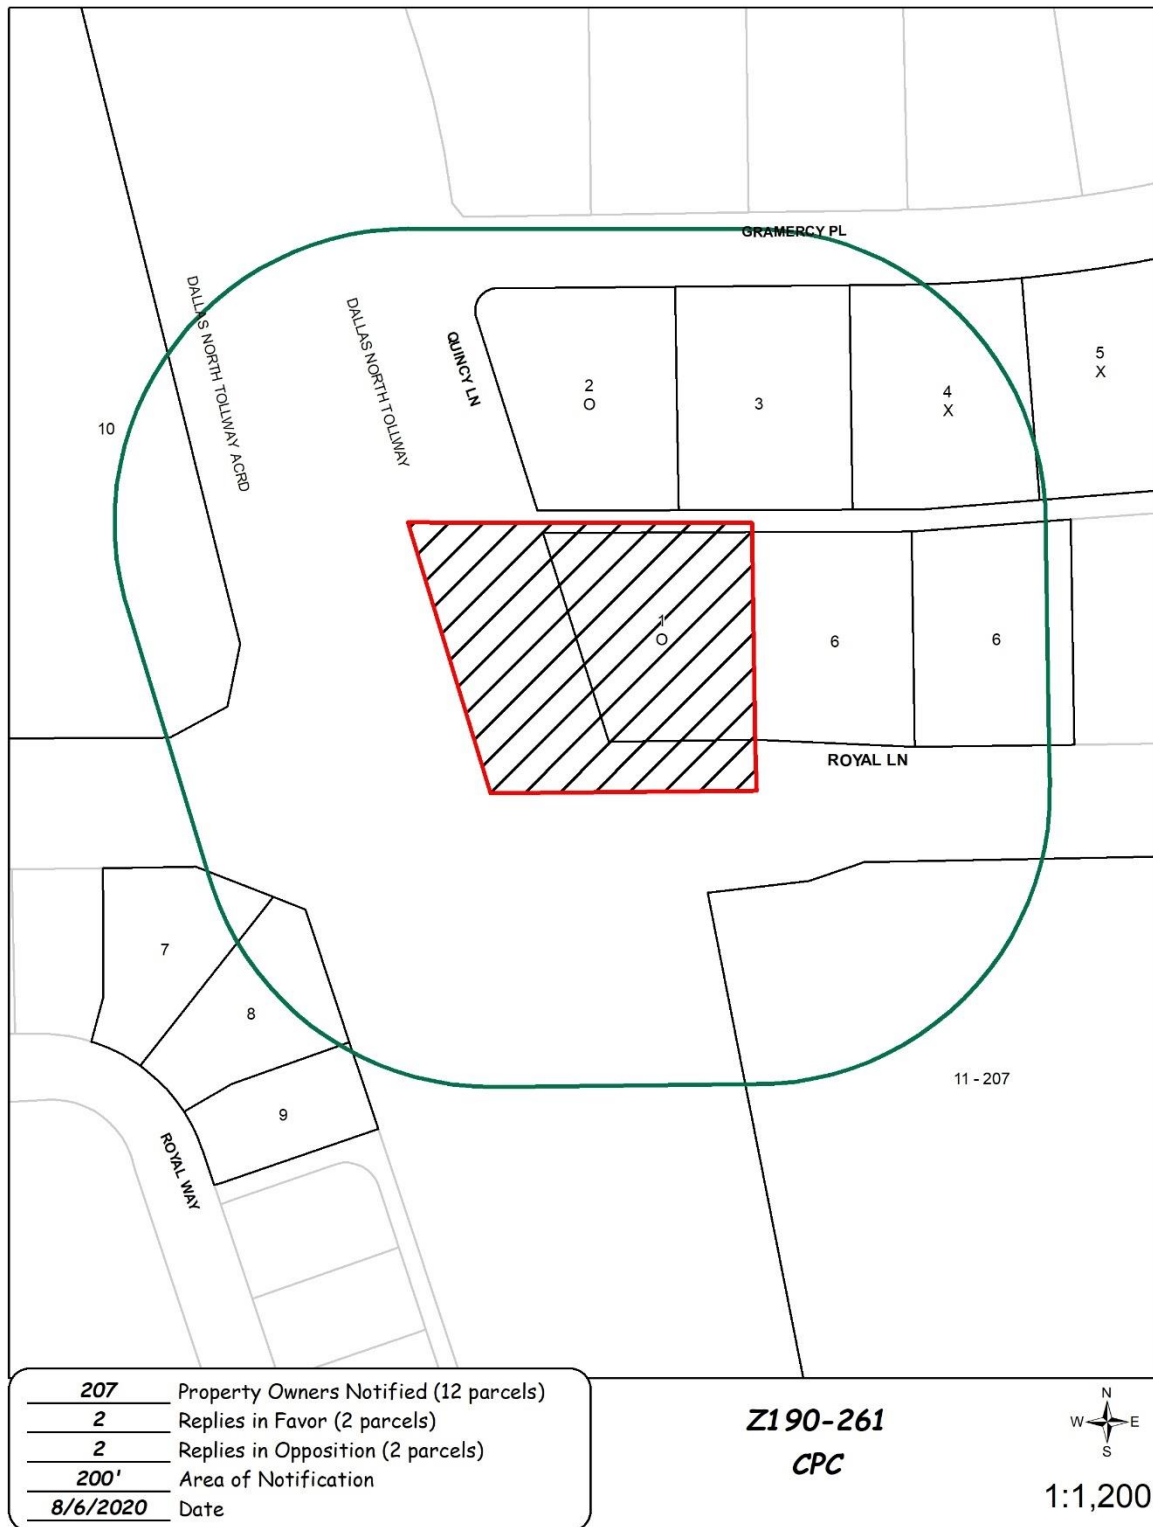 GRAMERCY PL
DALLAS NORTH TOLLWAY ACRD
DALLAS NORTH TOLLWAY
QUINCY LN
5
X
2
O
3
4
X
10
1
O
6
6
ROYAL LN
7
8
11 - 207
9
ROYAL WAY
207 Property Owners Notified (12 parcels)
2 Replies in Favor (2 parcels)
2 Replies in Opposition (2 parcels)
200' Area of Notification
8/6/2020 Date
Z190-261
CPC
N
W E
S
1:1,200